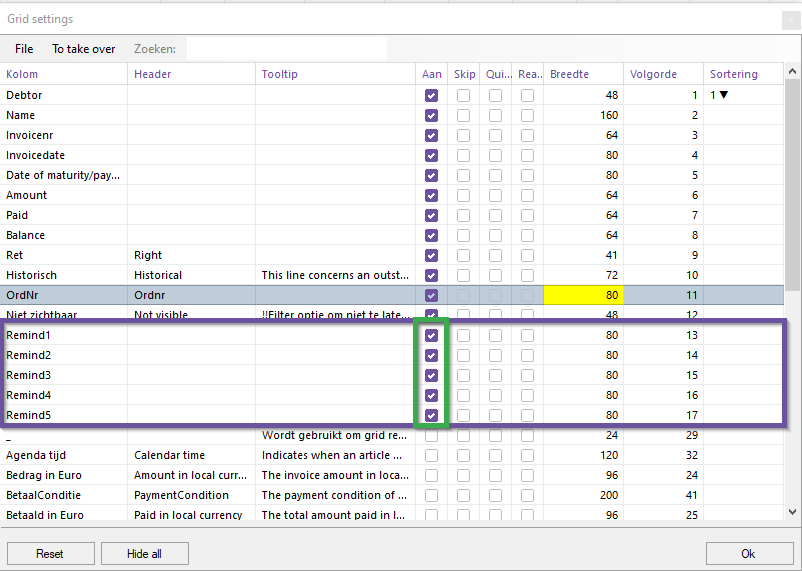 Grid settings
File To take over Zoeken:
Kolom Header Tooltip Aan Skip Qui... Rea... Breedte Volgorde Sortering
Debtor 48 1 1 ▼
Name 160 2
Invoicenr 64 3
Invoicedate 80 4
Date of maturity/pay... 80 5
Amount 64 6
Paid 64 7
Balance 64 8
Ret Right 41 9
Historisch Historical This line concerns an outst... 72 10
OrdNr Ordnr 80 11
Niet zichtbaar Not visible !!Filter optie om niet te late... 48 12
Remind1 80 13
Remind2 80 14
Remind3 80 15
Remind4 80 16
Remind5 80 17
_ Wordt gebruikt om grid re... 24 29
Agenda tijd Calendar time Indicates when an article ... 120 32
Bedrag in Euro Amount in local curr... The invoice amount in loca... 96 24
BetaalConditie PaymentCondition The payment condition of ... 200 41
Betaald in Euro Paid in local currency The total amount paid in l... 96 25
Reset Hide all Ok